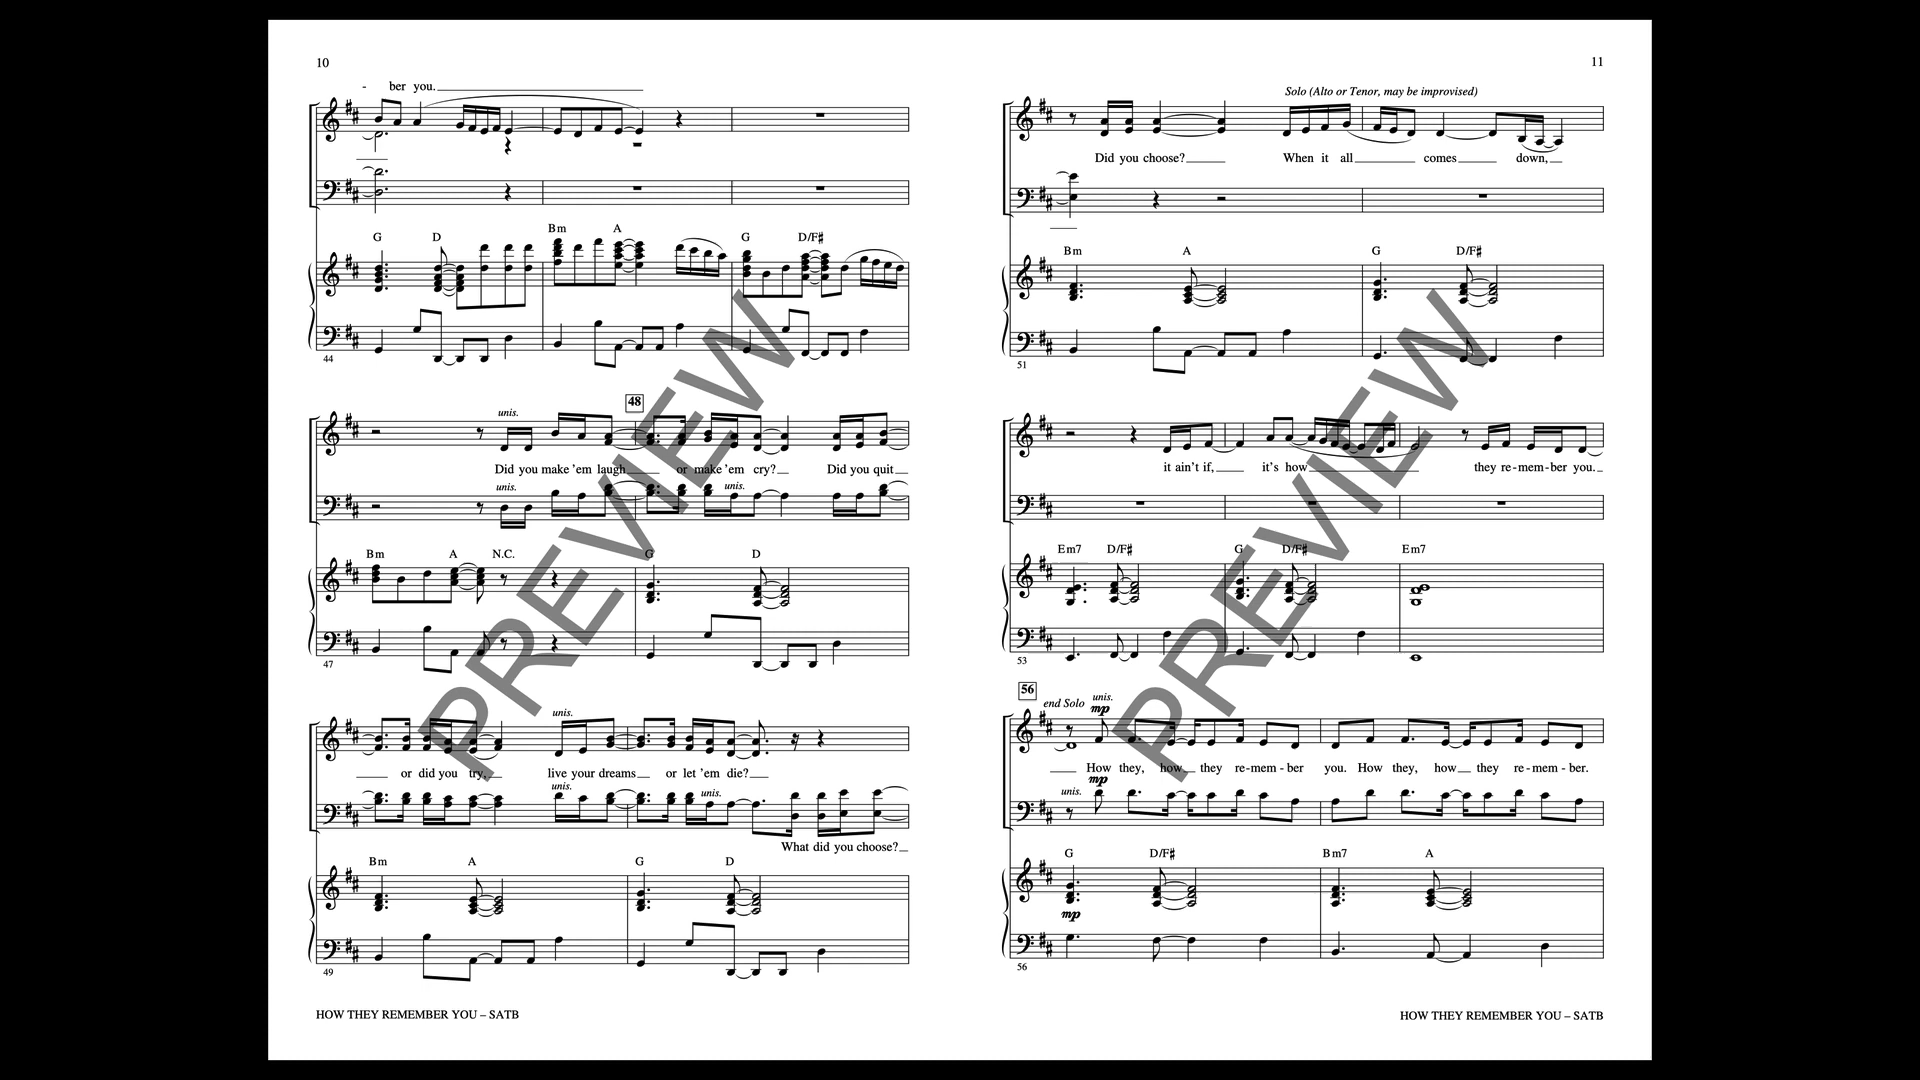 10
- ber you.
G D Bm A G D/F♯
44
48
unis.
Did you make 'em laugh or make 'em cry? Did you quit
unis. unis.
Bm A N.C. G D
47
unis.
or did you try, live your dreams or let 'em die?
unis. unis.
What did you choose?
Bm A G D
49
HOW THEY REMEMBER YOU – SATB
11
Solo (Alto or Tenor, may be improvised)
Did you choose? When it all comes down,
Bm A G D/F♯
51
it ain't if, it's how they re-mem-ber you.
Em7 D/F♯ G D/F♯ Em7
53
56
end Solo unis.
mp
How they, how they re-mem - ber you. How they, how they re-mem - ber.
mp
unis.
G D/F♯ Bm7 A
mp
56
HOW THEY REMEMBER YOU – SATB
PREVIEW
PREVIEW